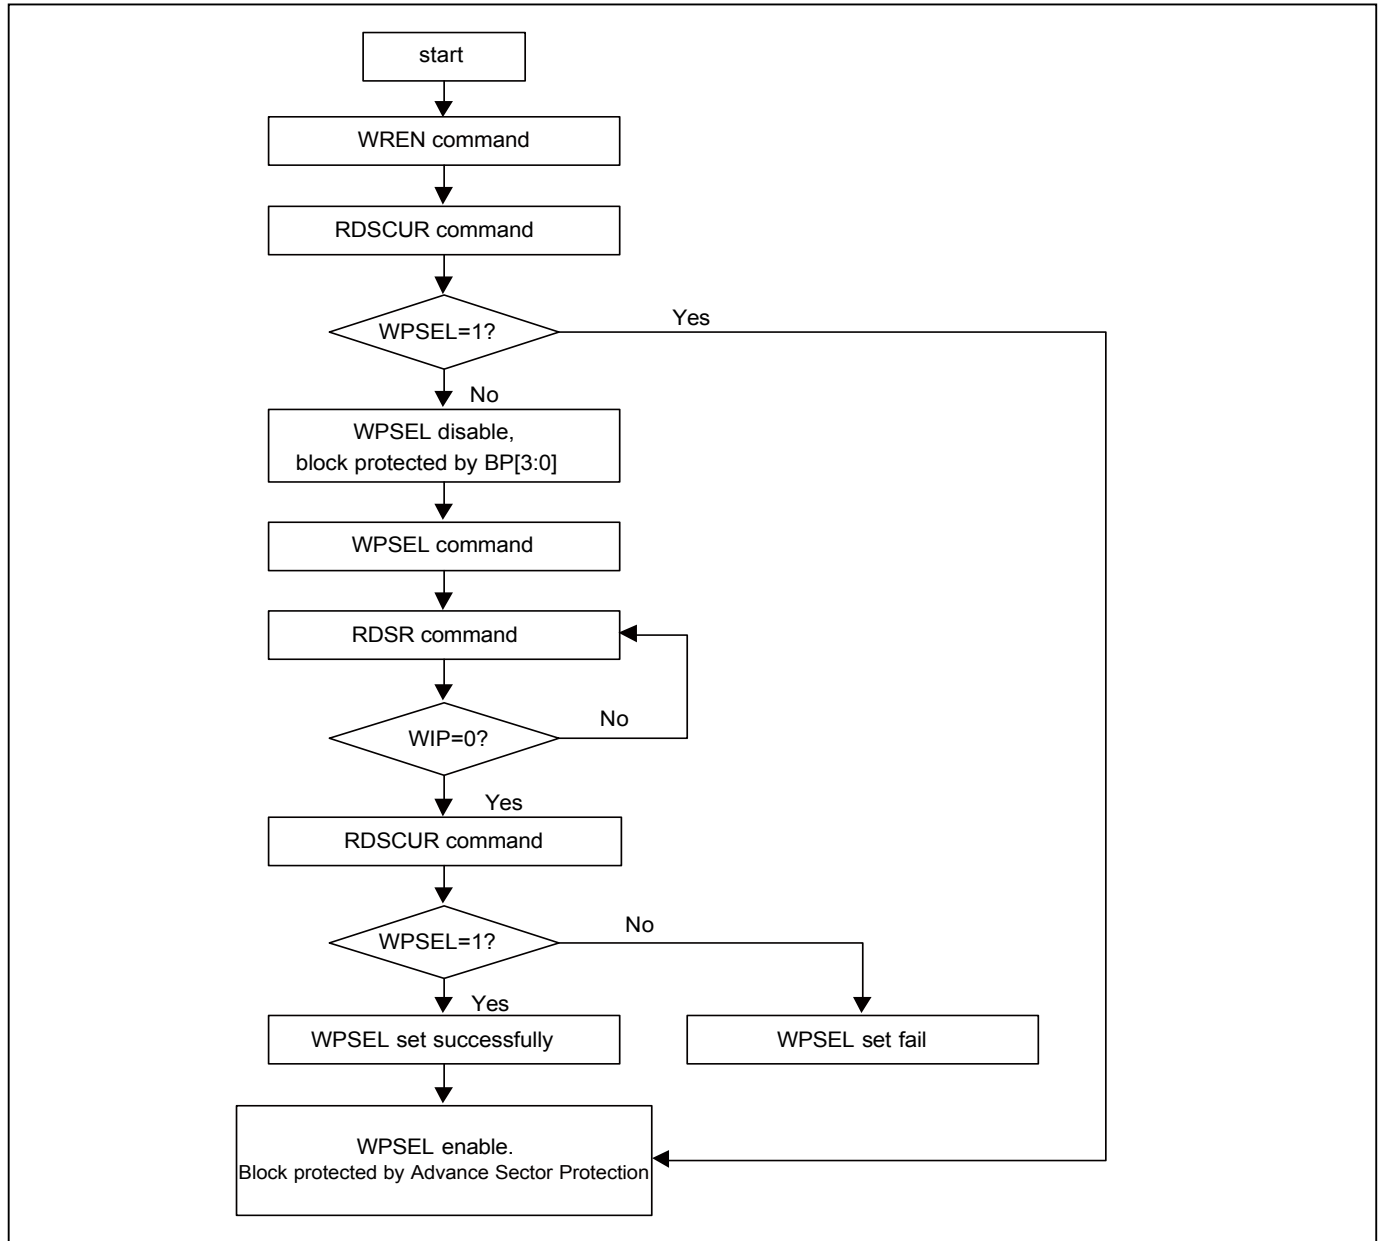 start
WREN command
RDSCUR command
WPSEL=1?
Yes
No
WPSEL disable,
block protected by BP[3:0]
WPSEL command
RDSR command
WIP=0?
No
Yes
RDSCUR command
WPSEL=1?
No
Yes
WPSEL set successfully
WPSEL set fail
WPSEL enable.
Block protected by Advance Sector Protection